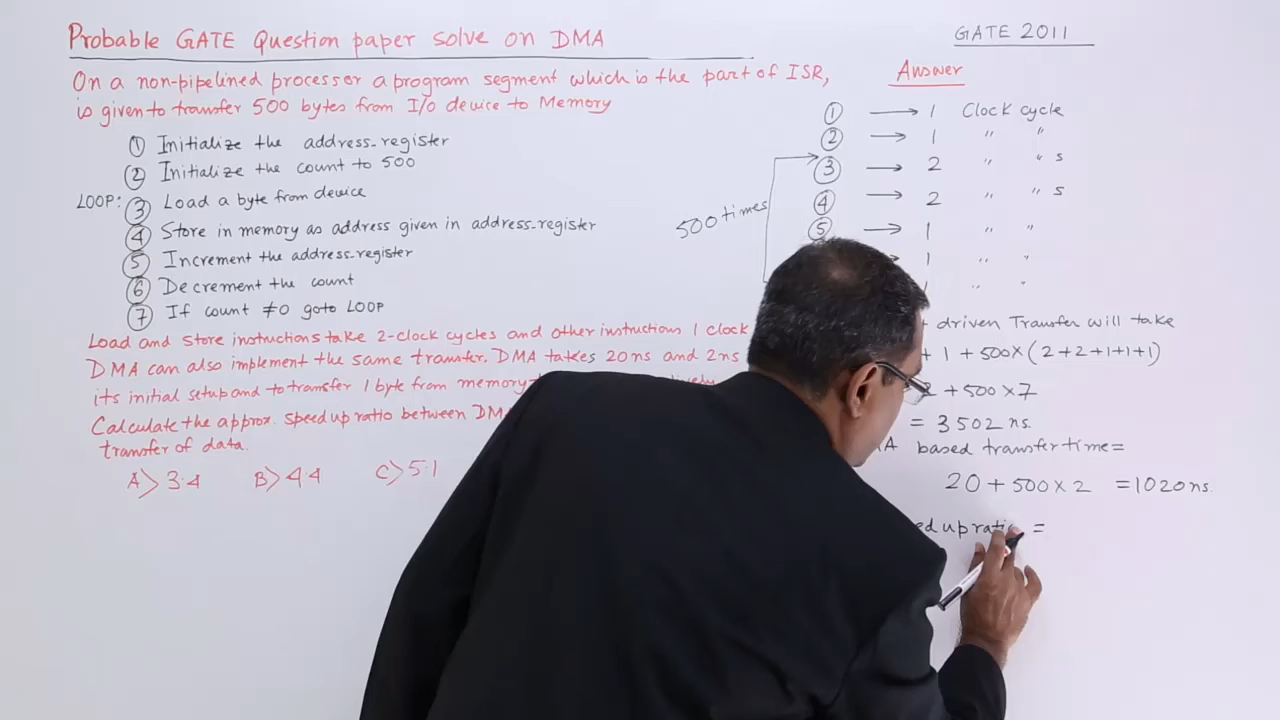 Probable GATE Question paper solve on DMA
GATE 2011
On a non-pipelined processor a program segment which is the part of ISR,
is given to transfer 500 bytes from I/O device to Memory
① Initialize the address-register
② Initialize the count to 500
LOOP: ③ Load a byte from device
④ Store in memory as address given in address-register
⑤ Increment the address-register
⑥ Decrement the count
⑦ If count ≠0 goto LOOP
Load and store instructions take 2-clock cycles and other instructions 1 clock
DMA can also implement the same transfer. DMA takes 20ns and 2ns
its initial setup and to transfer 1 byte from memory
Calculate the approx. speed up ratio between DMA
transfer of data.
A> 3.4 B> 4.4 C> 5.1
Answer
① → 1 Clock cycle
② → 1 " "
③ → 2 " " s
④ → 2 " " s
⑤ → 1 " "
1 " "
" "
500 times
driven Transfer will take
+ 1 + 500×(2+2+1+1+1)
+ 500 × 7
= 3502 ns.
based transfer time =
20 + 500×2 = 1020 ns.
up ratio =